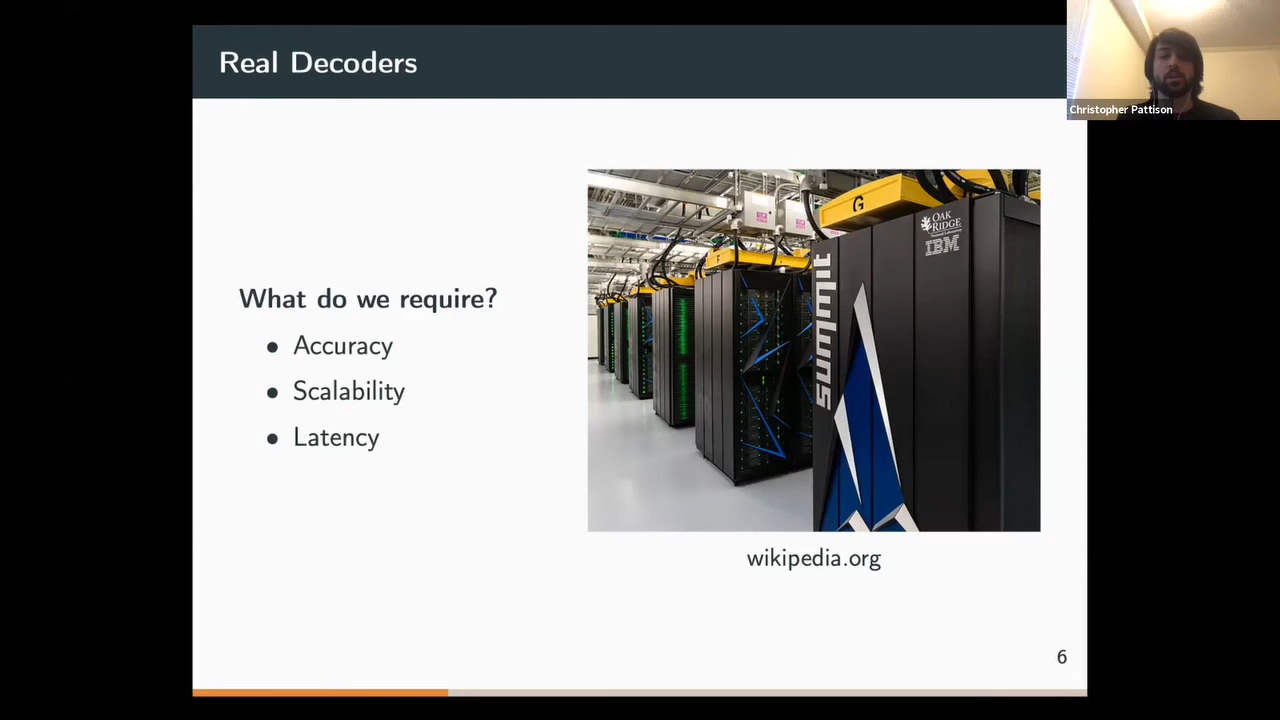 Real Decoders
Christopher Pattison
What do we require?
• Accuracy
• Scalability
• Latency
G
F
OAK
RIDGE
IBM
summit
wikipedia.org
6